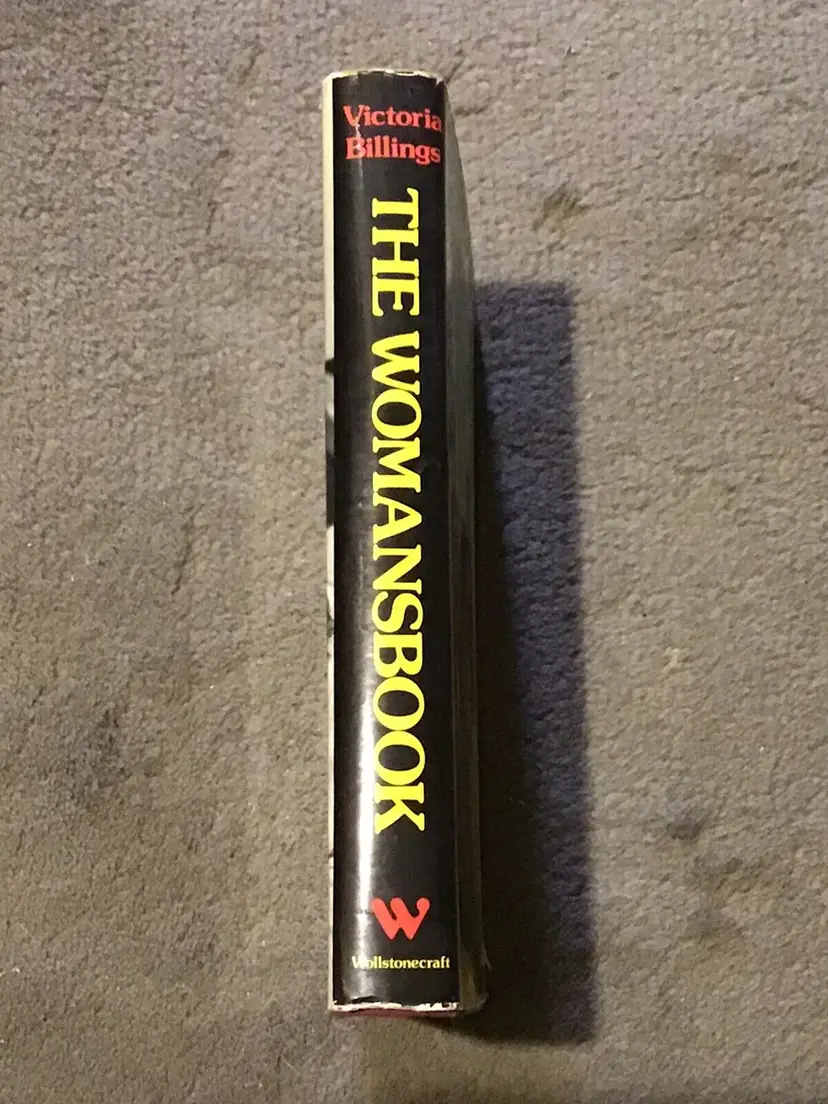 Victoria
Billings
THE WOMANSBOOK
W
Wollstonecraft